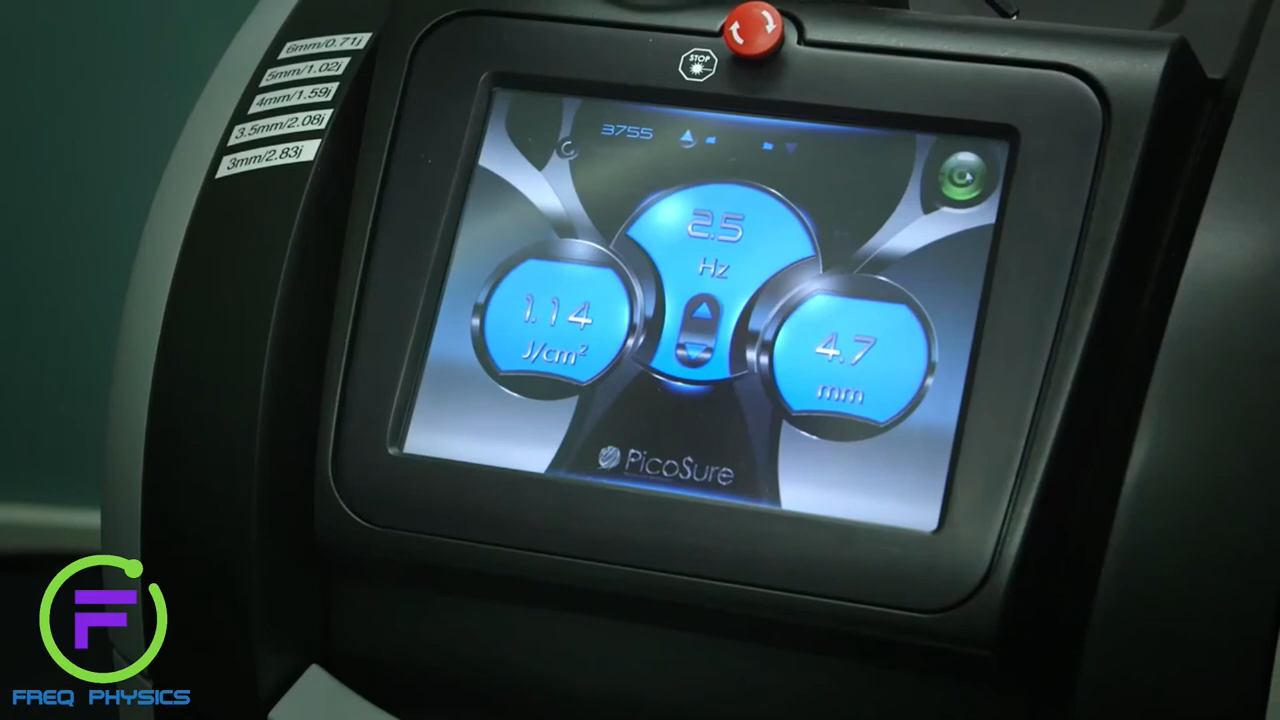 6mm/0.71j
5mm/1.02j
4mm/1.59j
3.5mm/2.08j
3mm/2.83j
STOP
3755
2.5
Hz
1.14
J/cm²
4.7
mm
PicoSure
F
FREQ PHYSICS